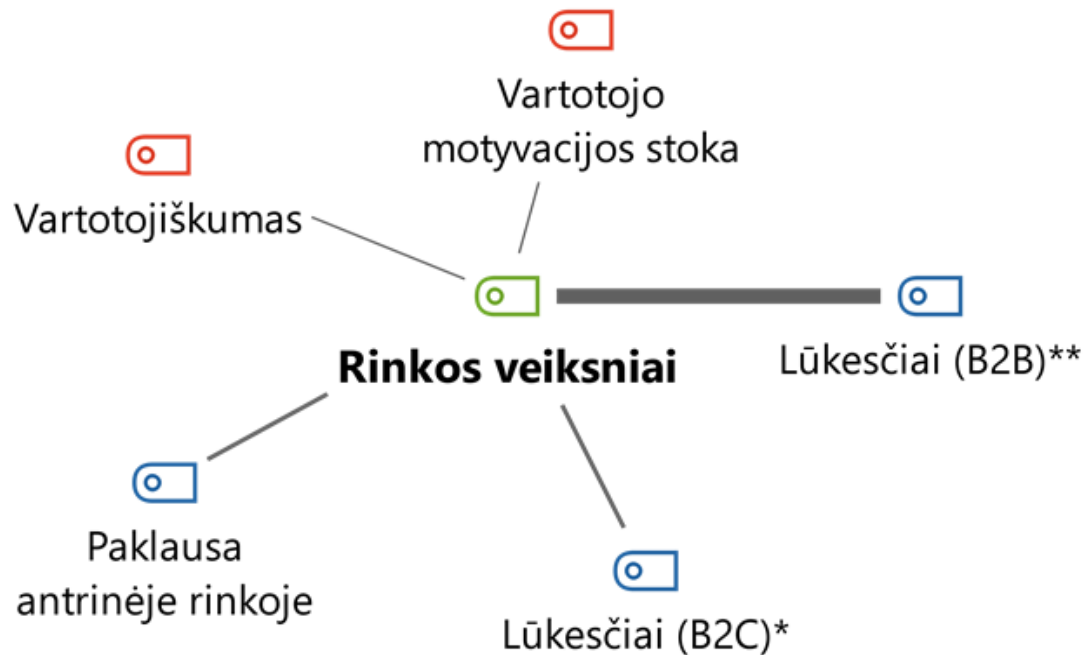 Vartotojo
motyvacijos stoka
Vartotojiškumas
Rinkos veiksniai
Lūkesčiai (B2B)**
Paklausa
antrinėje rinkoje
Lūkesčiai (B2C)*